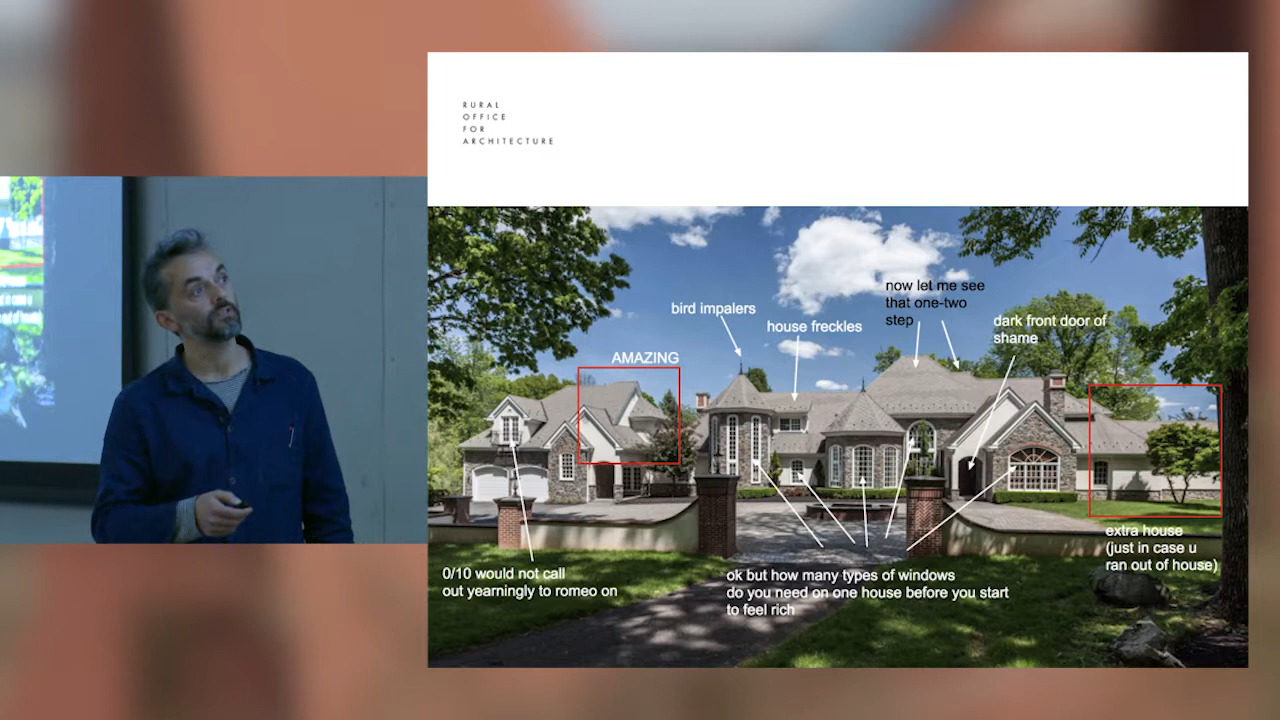 RURAL
OFFICE
FOR
ARCHITECTURE
now let me see
that one-two
step
bird impalers
house freckles
dark front door of
shame
AMAZING
extra house
(just in case u
ran out of house)
0/10 would not call
out yearningly to romeo on
ok but how many types of windows
do you need on one house before you start
to feel rich